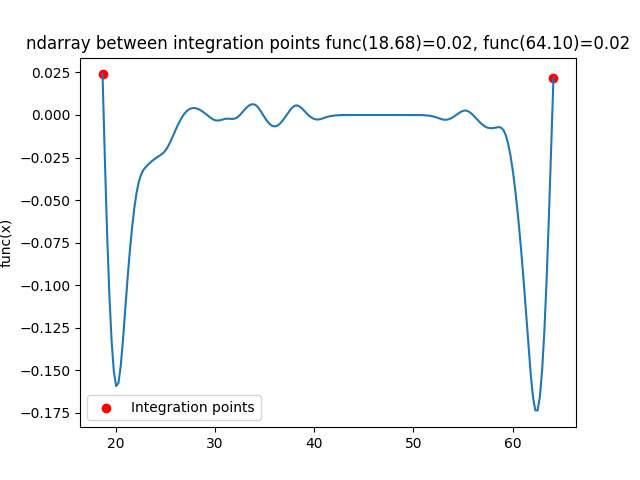 ndarray between integration points func(18.68)=0.02, func(64.10)=0.02
func(x)
0.025
0.000
−0.025
−0.050
−0.075
−0.100
−0.125
−0.150
−0.175
Integration points
20 30 40 50 60